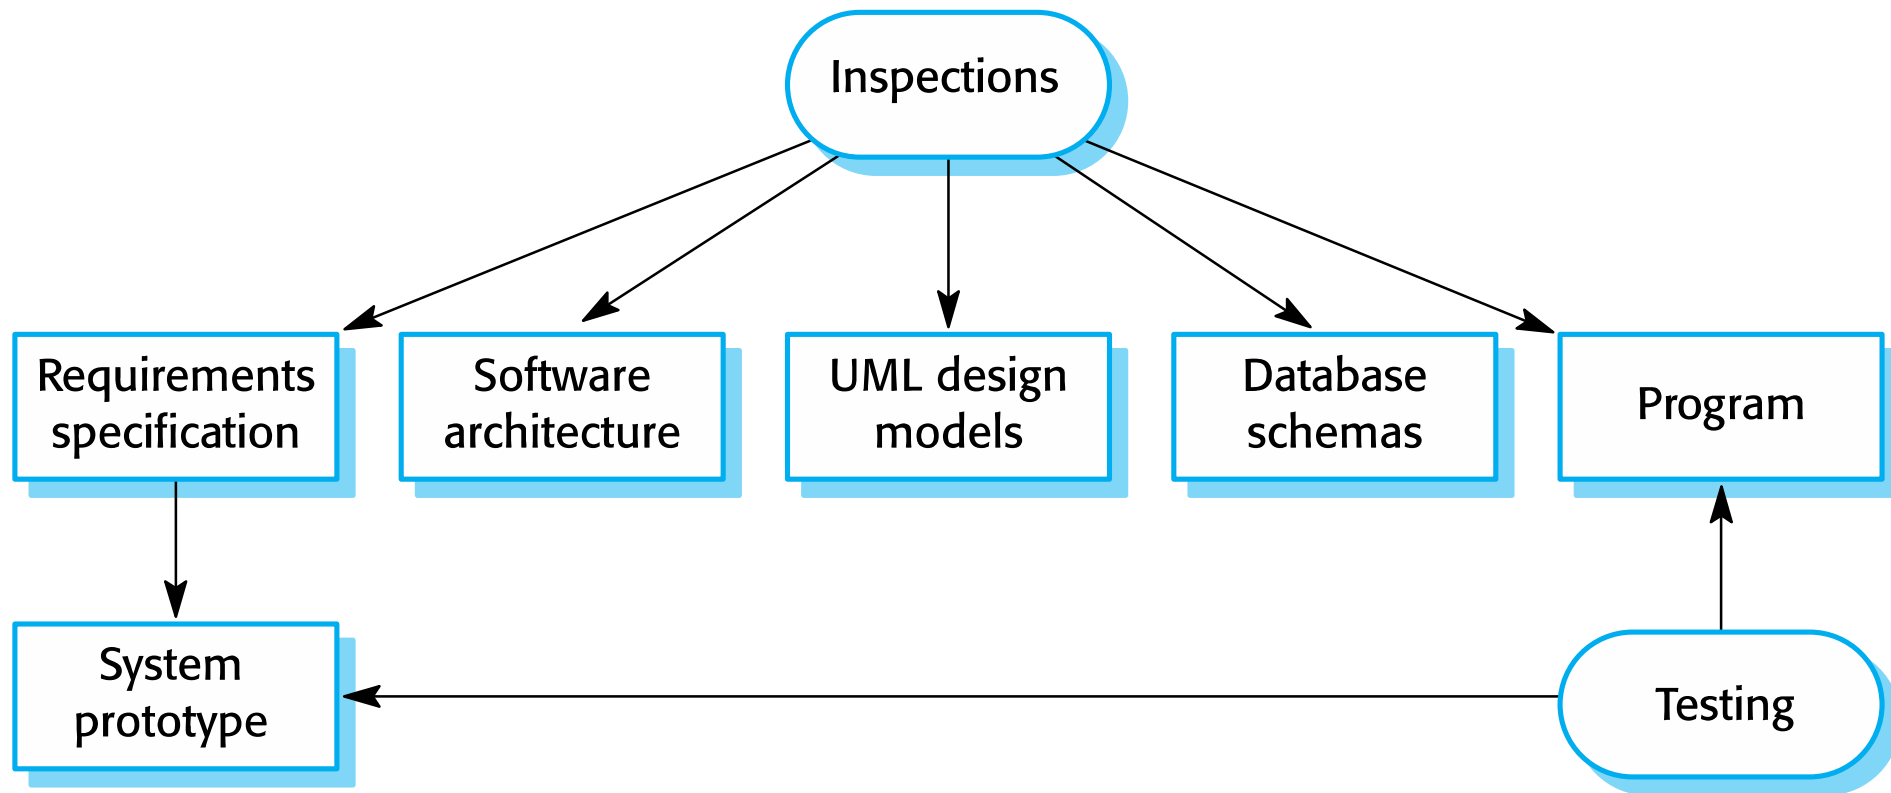 Inspections
Requirements
specification
Software
architecture
UML design
models
Database
schemas
Program
System
prototype
Testing